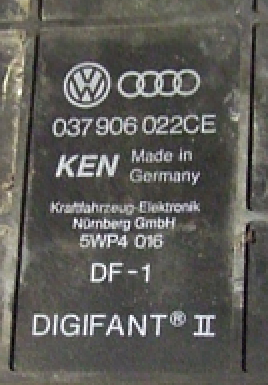 037 906 022CE
KEN Made in
Germany
Kraftfahrzeug-Elektronik
Nürnberg GmbH
5WP4 016
DF-1
DIGIFANT® II